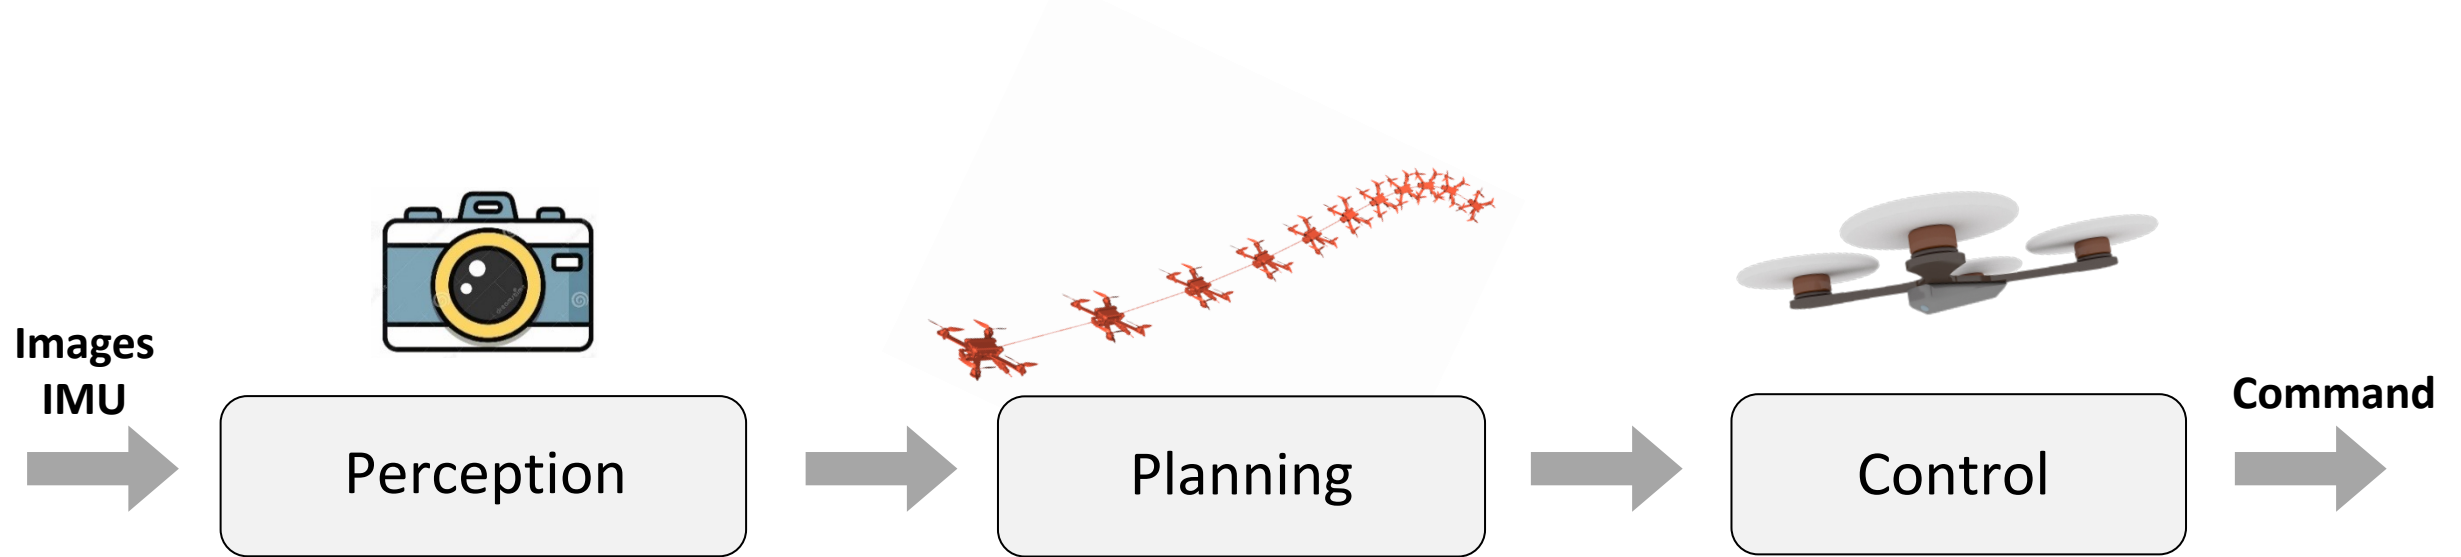 Images
IMU
Perception
Planning
Control
Command